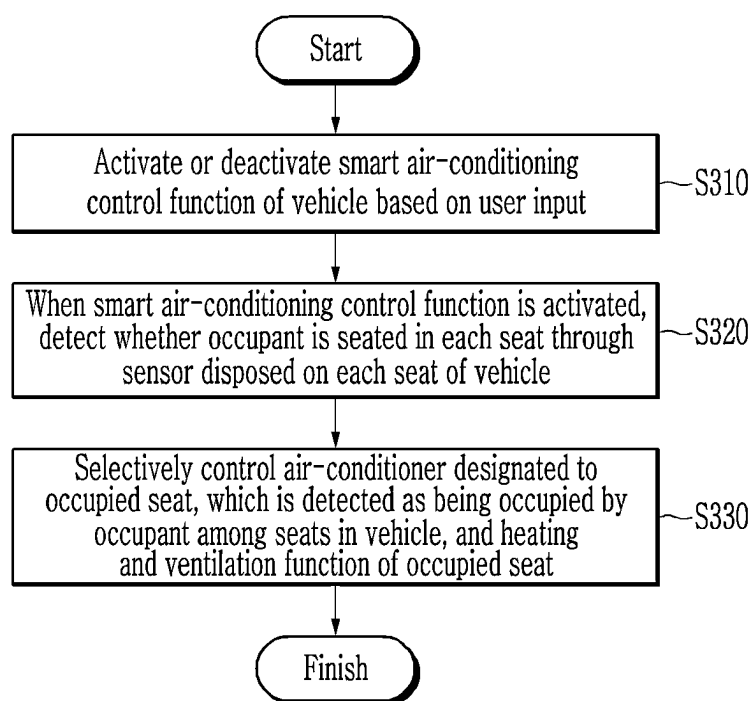 Start
Activate or deactivate smart air-conditioning
control function of vehicle based on user input
S310
When smart air-conditioning control function is activated,
detect whether occupant is seated in each seat through
sensor disposed on each seat of vehicle
S320
Selectively control air-conditioner designated to
occupied seat, which is detected as being occupied by
occupant among seats in vehicle, and heating
and ventilation function of occupied seat
S330
Finish